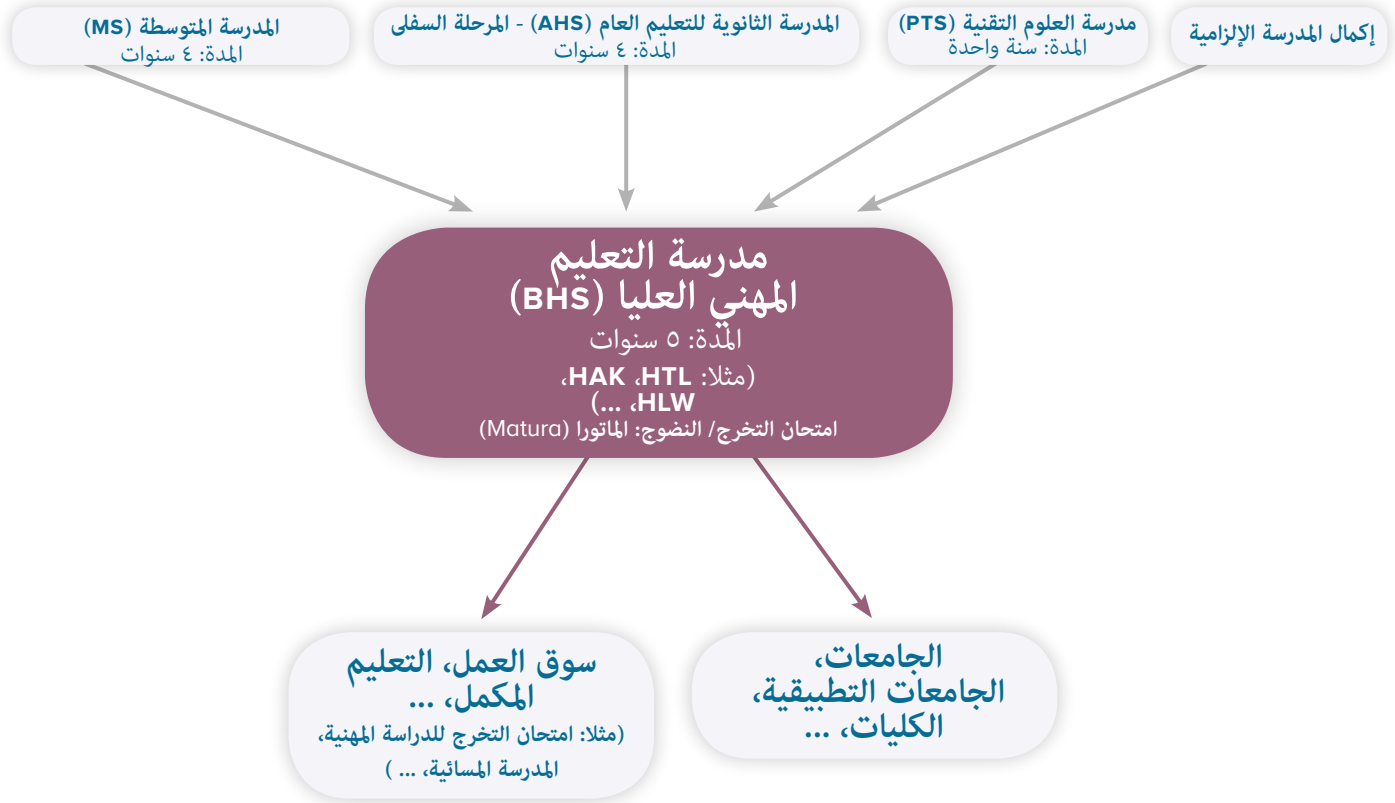 إكمال المدرسة الإلزامية
مدرسة العلوم التقنية (PTS)
المدة: سنة واحدة
المدرسة الثانوية للتعليم العام (AHS) - المرحلة السفلى
المدة: ٤ سنوات
المدرسة المتوسطة (MS)
المدة: ٤ سنوات
مدرسة التعليم
المهني العليا (BHS)
المدة: ٥ سنوات
(مثلا: HTL، HAK،
HLW، ...)
امتحان التخرج/ النضوج: الماتورا (Matura)
الجامعات،
الجامعات التطبيقية،
الكليات، ...
سوق العمل، التعليم
المكمل، ...
(مثلا: امتحان التخرج للدراسة المهنية،
المدرسة المسائية، ... )